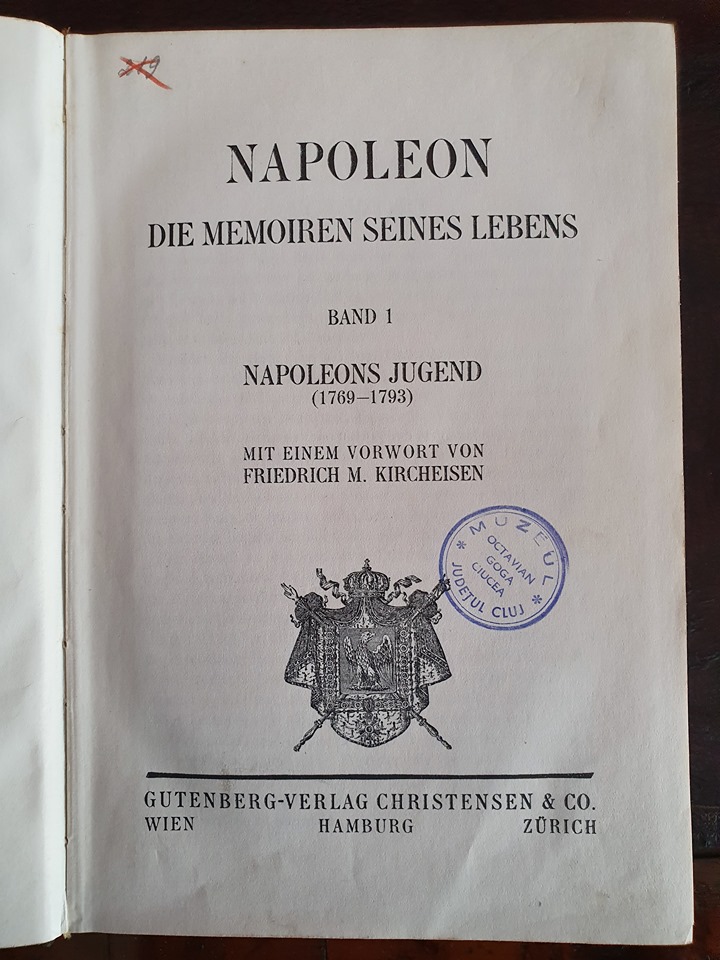 219
NAPOLEON
DIE MEMOIREN SEINES LEBENS
BAND 1
NAPOLEONS JUGEND
(1769—1793)
MIT EINEM VORWORT VON
FRIEDRICH M. KIRCHEISEN
MUZEUL
OCTAVIAN
GOGA
CIUCEA
* JUDEȚUL CLUJ *
GUTENBERG-VERLAG CHRISTENSEN & CO.
WIEN HAMBURG ZÜRICH